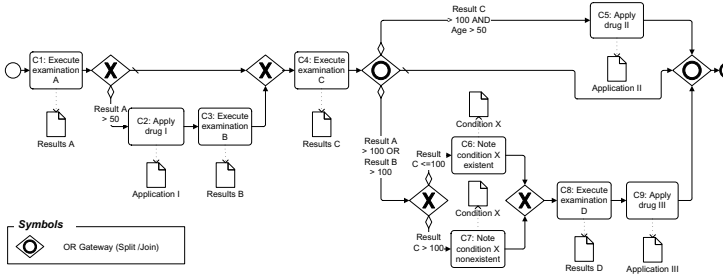 Result C
> 100 AND
Age > 50
C5: Apply
drug II
Application II
C1: Execute
examination
A
Results A
Result A
> 50
C2: Apply
drug I
Application I
C3: Execute
examination
B
Results B
C4: Execute
examination
C
Results C
Result A
> 100 OR
Result B
> 100
Result
C <=100
Condition X
C6: Note
condition X
existent
Condition X
Result
C > 100
C7: Note
condition X
nonexistent
C8: Execute
examination
D
Results D
C9: Apply
drug III
Application III
Symbols
OR Gateway (Split /Join)